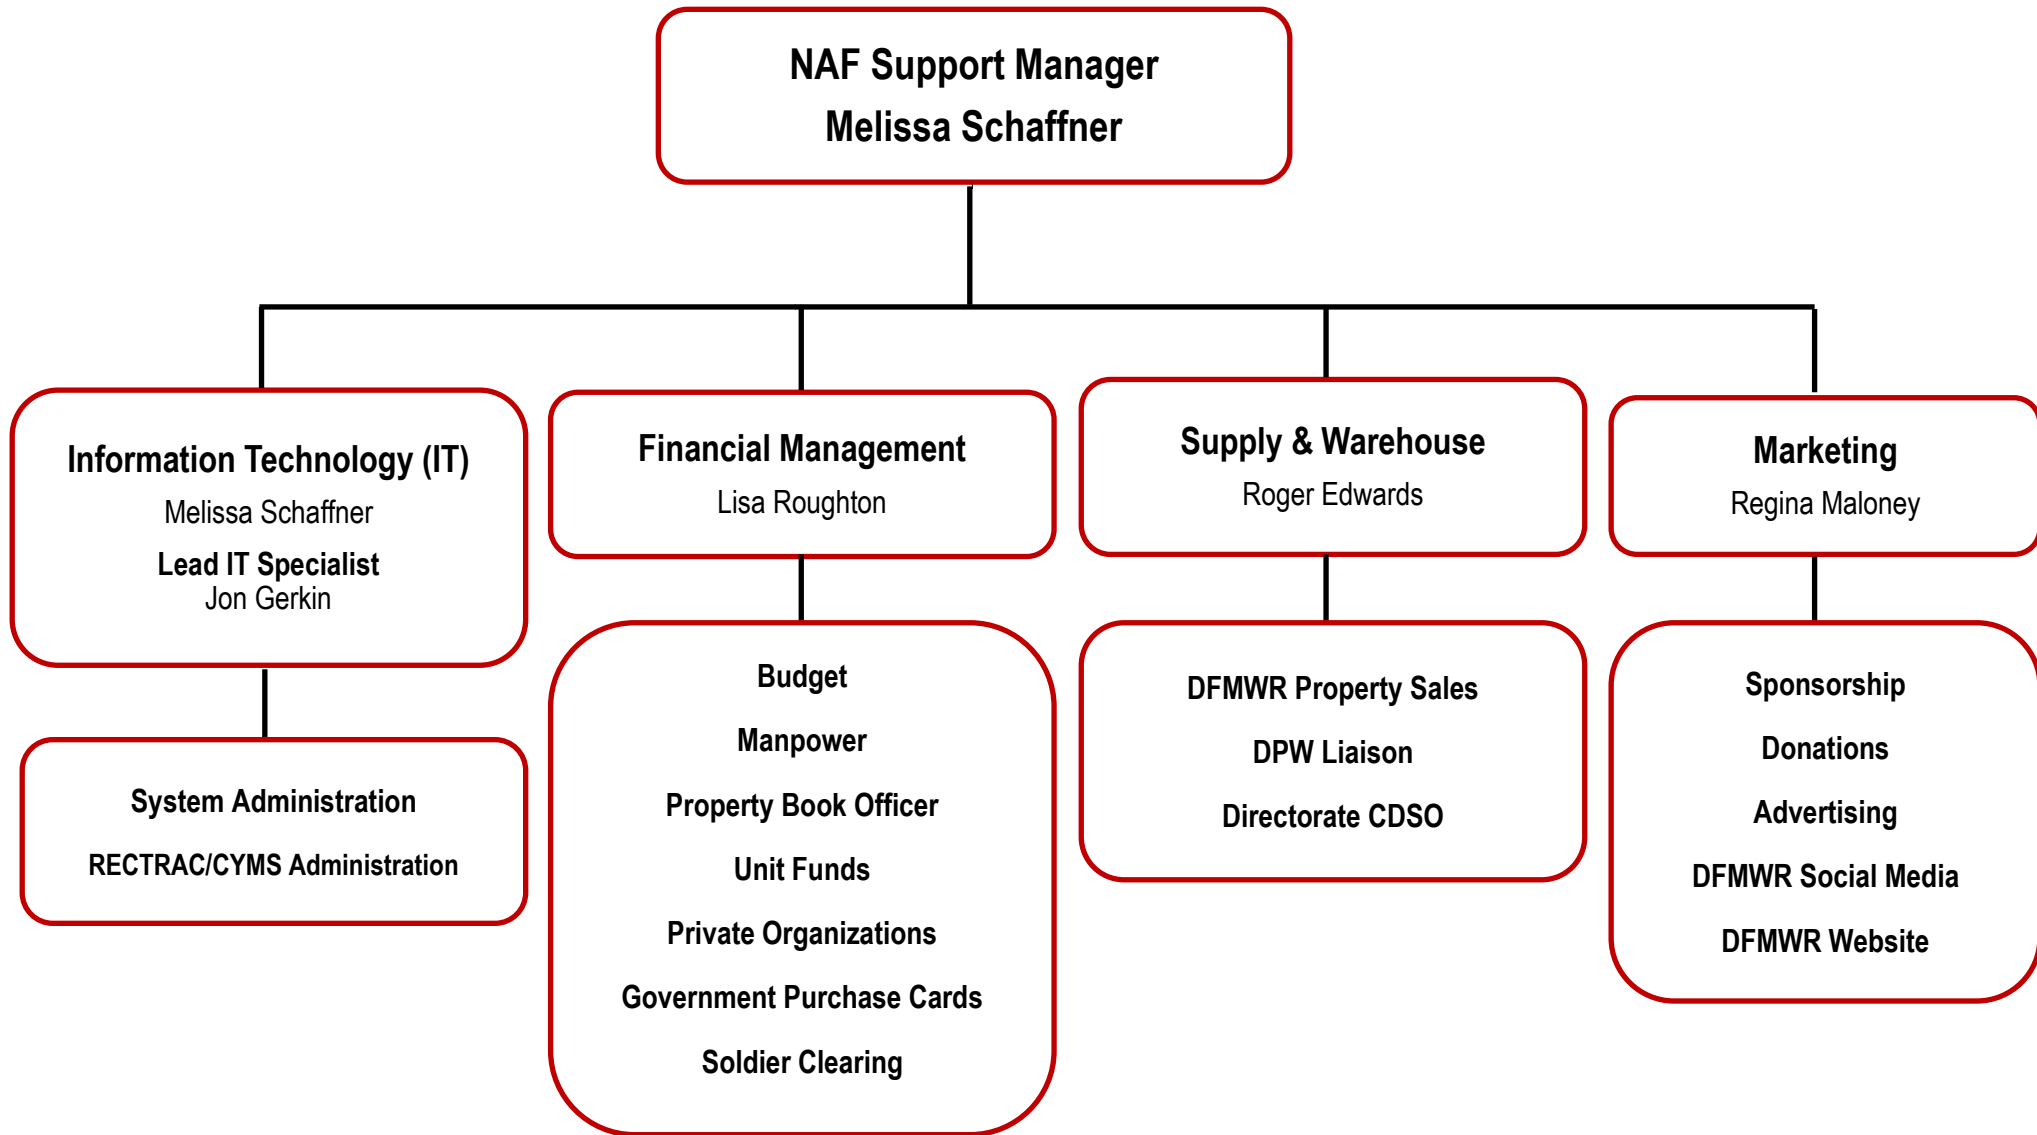 NAF Support Manager
Melissa Schaffner
Information Technology (IT)
Melissa Schaffner
Lead IT Specialist
Jon Gerkin
System Administration
RECTRAC/CYMS Administration
Financial Management
Lisa Roughton
Budget
Manpower
Property Book Officer
Unit Funds
Private Organizations
Government Purchase Cards
Soldier Clearing
Supply & Warehouse
Roger Edwards
DFMWR Property Sales
DPW Liaison
Directorate CDSO
Marketing
Regina Maloney
Sponsorship
Donations
Advertising
DFMWR Social Media
DFMWR Website